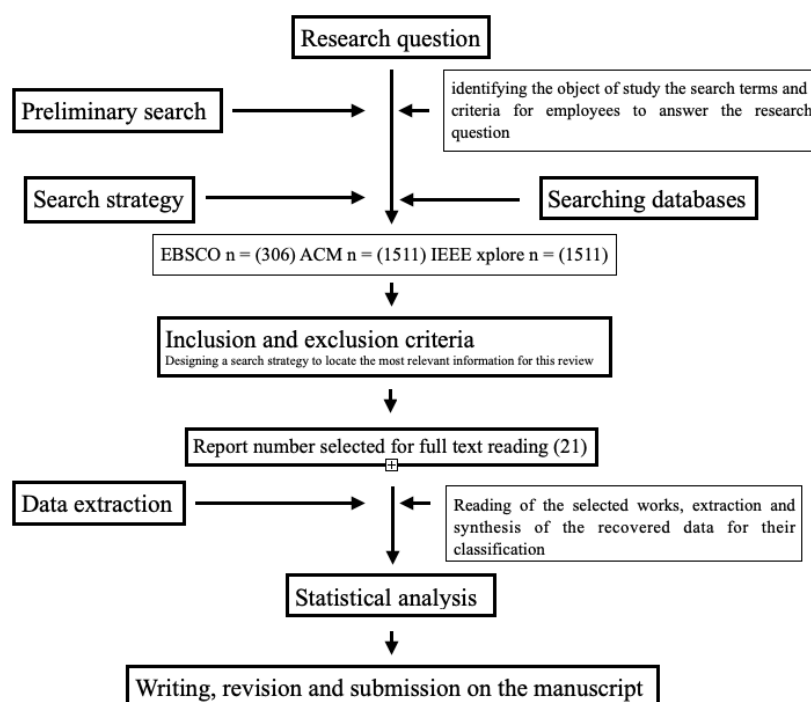 Research question
identifying the object of study the search terms and
criteria for employees to answer the research
question
Preliminary search
Search strategy
Searching databases
EBSCO n = (306) ACM n = (1511) IEEE xplore n = (1511)
Inclusion and exclusion criteria
Designing a search strategy to locate the most relevant information for this review
Report number selected for full text reading (21)
Data extraction
Reading of the selected works, extraction and
synthesis of the recovered data for their
classification
Statistical analysis
Writing, revision and submission on the manuscript